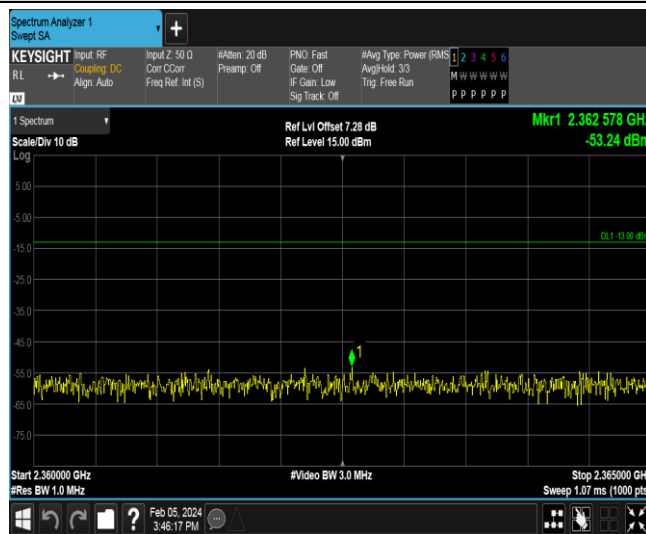 Spectrum Analyzer 1
Swept SA
+
KEYSIGHT
RL
LXI
Input: RF
Coupling: DC
Align: Auto
Input Z: 50 Ω
Corr CCorr
Freq Ref: Int (S)
#Atten: 20 dB
Preamp: Off
PNO: Fast
Gate: Off
IF Gain: Low
Sig Track: Off
#Avg Type: Power (RMS
Avg|Hold: 3/3
Trig: Free Run
1 2 3 4 5 6
M W W W W W
P P P P P P
1 Spectrum
Scale/Div 10 dB
Ref Lvl Offset 7.28 dB
Ref Level 15.00 dBm
Mkr1 2.362 578 GHz
-53.24 dBm
Log
5.00
-5.00
DL1 -13.00 dBm
-15.0
-25.0
-35.0
-45.0
1
-55.0
-65.0
-75.0
Start 2.360000 GHz
#Res BW 1.0 MHz
#Video BW 3.0 MHz
Stop 2.365000 GHz
Sweep 1.07 ms (1000 pts
?
Feb 05, 2024
3:46:17 PM